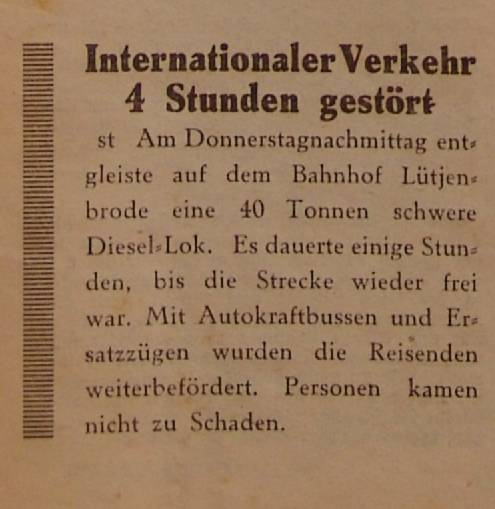 Internationaler Verkehr
4 Stunden gestört
st Am Donnerstagnachmittag ent-
gleiste auf dem Bahnhof Lütjen-
brode eine 40 Tonnen schwere
Diesel-Lok. Es dauerte einige Stun-
den, bis die Strecke wieder frei
war. Mit Autokraftbussen und Er-
satzzügen wurden die Reisenden
weiterbefördert. Personen kamen
nicht zu Schaden.